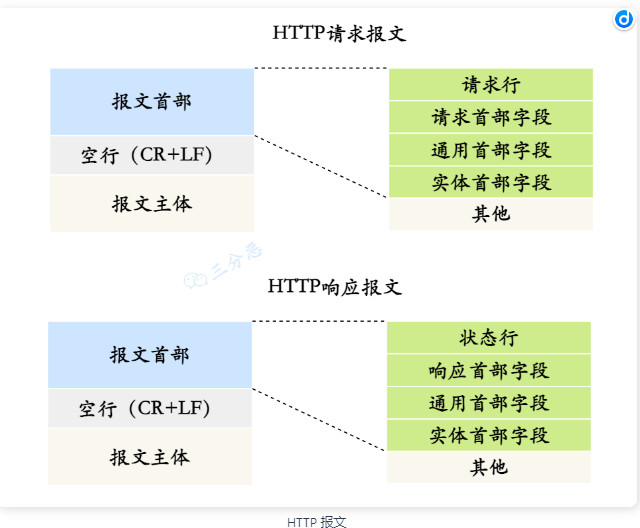 HTTP请求报文
报文首部
空行（CR+LF）
报文主体
请求行
请求首部字段
通用首部字段
实体首部字段
其他
三分恶
HTTP响应报文
报文首部
空行（CR+LF）
报文主体
状态行
响应首部字段
通用首部字段
实体首部字段
其他
HTTP 报文